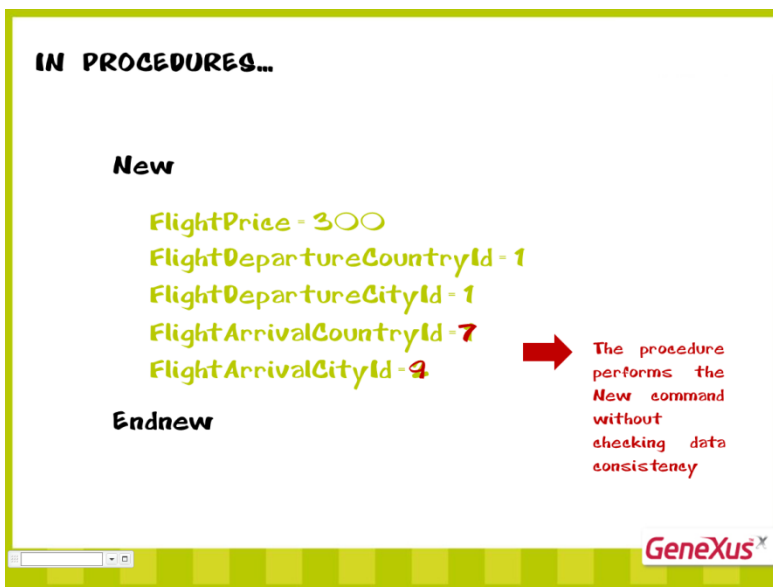 IN PROCEDURES...
New
FlightPrice = 300
FlightDepartureCountryId = 1
FlightDepartureCityId = 1
FlightArrivalCountryId = 7
FlightArrivalCityId = 9
Endnew
The procedure
performs the
New command
without
checking data
consistency
GeneXus X